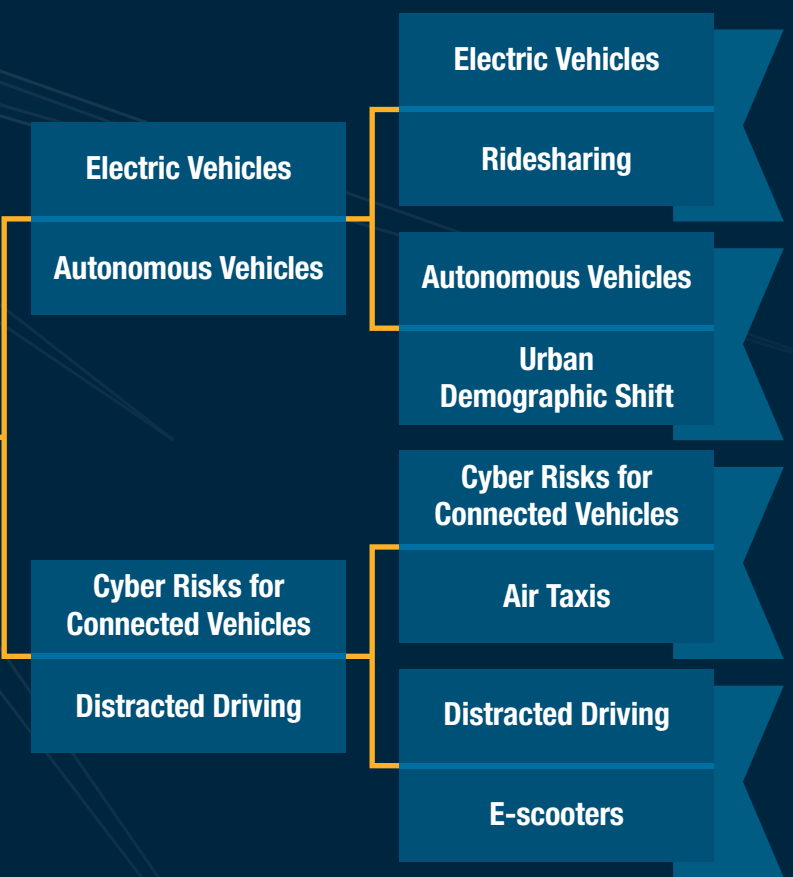 Electric Vehicles
Autonomous Vehicles
Cyber Risks for
Connected Vehicles
Distracted Driving
Electric Vehicles
Ridesharing
Autonomous Vehicles
Urban
Demographic Shift
Cyber Risks for
Connected Vehicles
Air Taxis
Distracted Driving
E-scooters